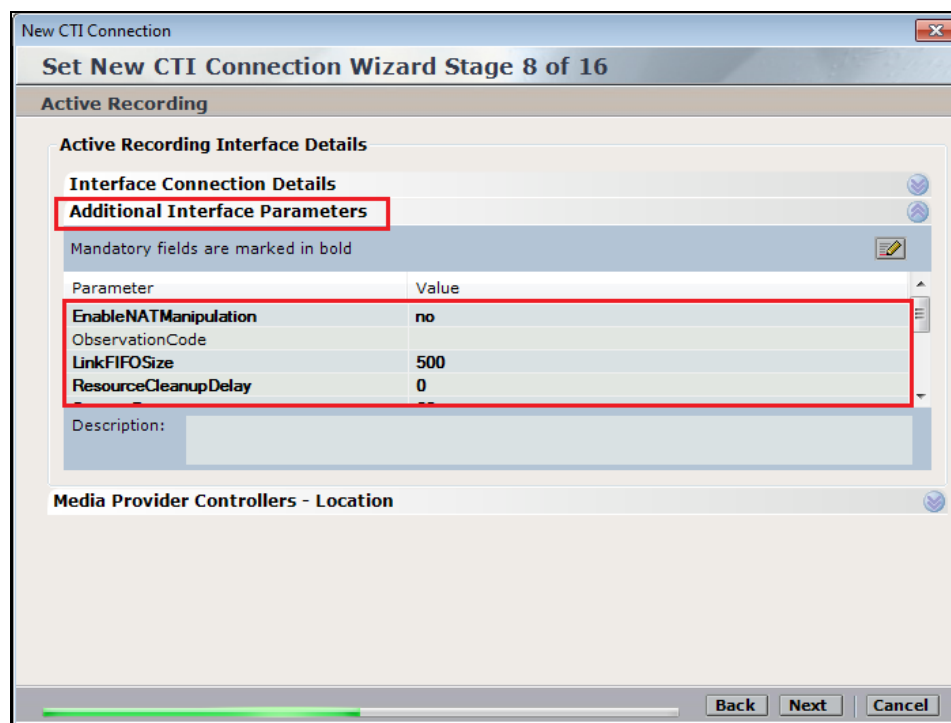 New CTI Connection
Set New CTI Connection Wizard Stage 8 of 16
Active Recording
Active Recording Interface Details
Interface Connection Details
Additional Interface Parameters
Mandatory fields are marked in bold
Parameter Value
EnableNATManipulation no
ObservationCode
LinkFIFOSize 500
ResourceCleanupDelay 0
Description:
Media Provider Controllers - Location
Back Next Cancel